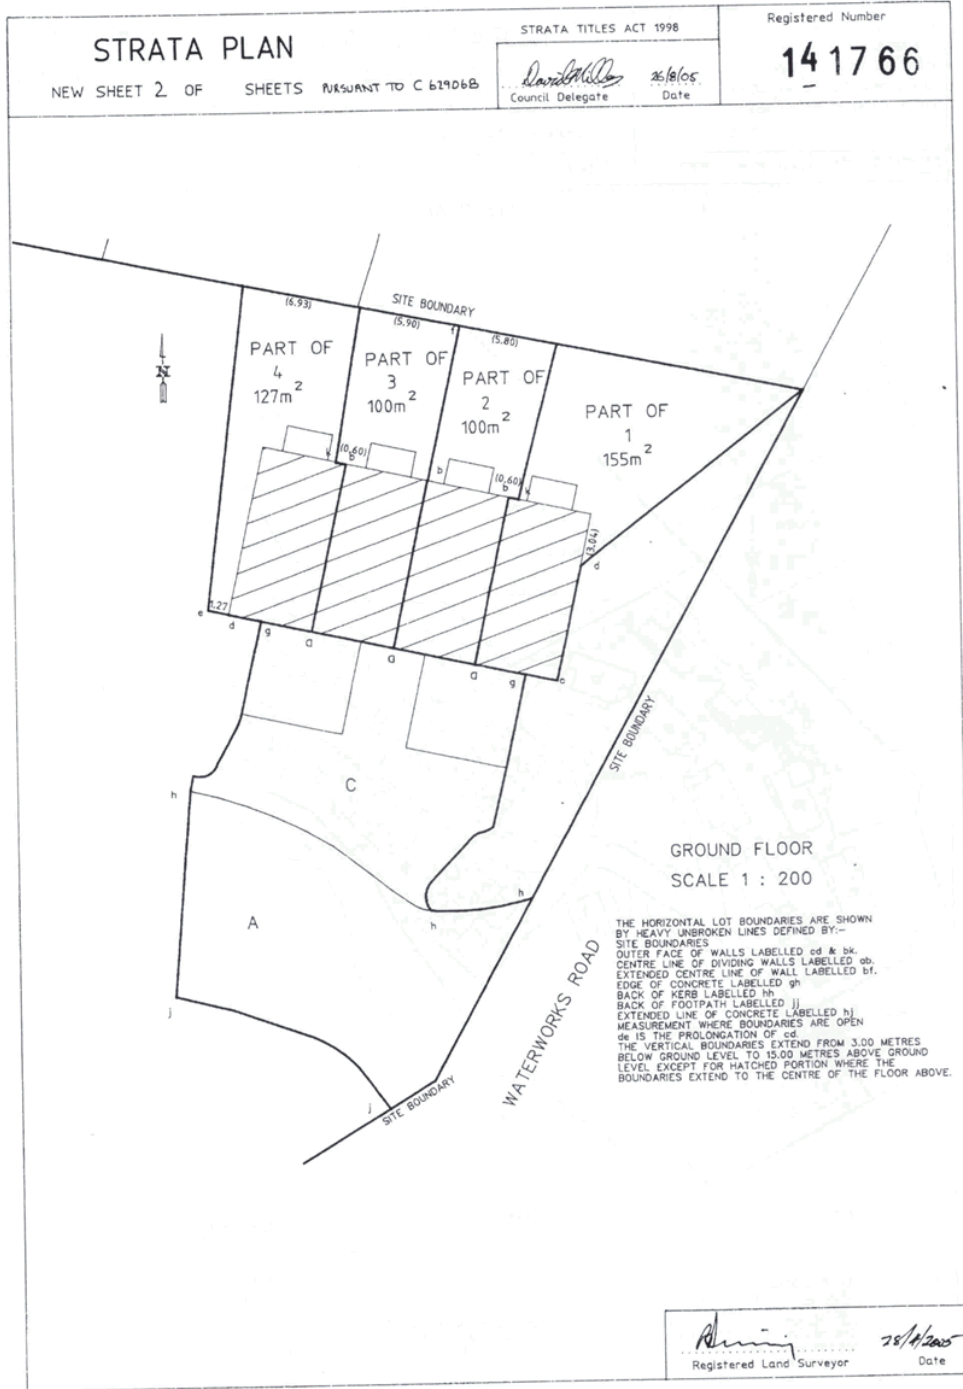 STRATA PLAN
NEW SHEET 2 OF SHEETS PURSUANT TO C 629068
STRATA TITLES ACT 1998
Council Delegate
26/8/05
Date
Registered Number
141766
SITE BOUNDARY
(6.93)
(5.90)
f
(5.80)
N
PART OF
4
127m²
PART OF
3
100m²
PART OF
2
100m²
PART OF
1
155m²
(0.60)
b
b
(0.60)
b
k
k
(3.04)
d
e
1.27
d
g
a
a
a
g
c
SITE BOUNDARY
C
h
h
h
A
j
j
SITE BOUNDARY
WATERWORKS ROAD
GROUND FLOOR
SCALE 1 : 200
THE HORIZONTAL LOT BOUNDARIES ARE SHOWN
BY HEAVY UNBROKEN LINES DEFINED BY:-
SITE BOUNDARIES
OUTER FACE OF WALLS LABELLED cd & bk.
CENTRE LINE OF DIVIDING WALLS LABELLED ab.
EXTENDED CENTRE LINE OF WALL LABELLED bf.
EDGE OF CONCRETE LABELLED gh
BACK OF KERB LABELLED hh
BACK OF FOOTPATH LABELLED jj
EXTENDED LINE OF CONCRETE LABELLED hj
MEASUREMENT WHERE BOUNDARIES ARE OPEN
de IS THE PROLONGATION OF cd.
THE VERTICAL BOUNDARIES EXTEND FROM 3.00 METRES
BELOW GROUND LEVEL TO 15.00 METRES ABOVE GROUND
LEVEL EXCEPT FOR HATCHED PORTION WHERE THE
BOUNDARIES EXTEND TO THE CENTRE OF THE FLOOR ABOVE.
Registered Land Surveyor
Date